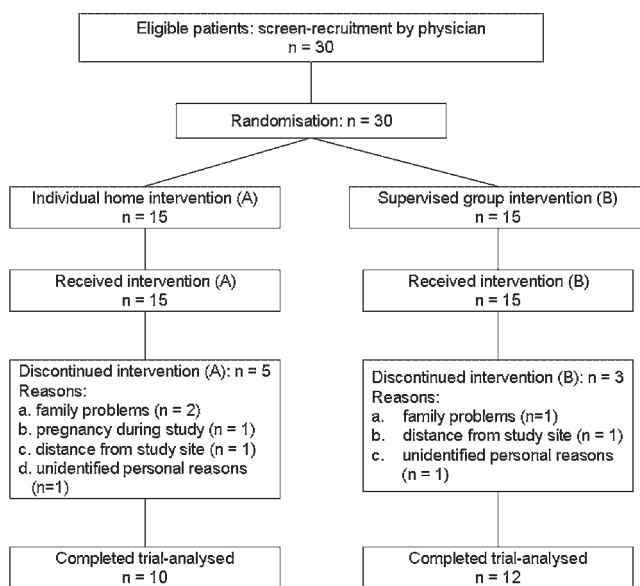 Eligible patients: screen-recruitment by physician
n = 30
Randomisation: n = 30
Individual home intervention (A)
n = 15
Supervised group intervention (B)
n = 15
Received intervention (A)
n = 15
Received intervention (B)
n = 15
Discontinued intervention (A): n = 5
Reasons:
a. family problems (n = 2)
b. pregnancy during study (n = 1)
c. distance from study site (n = 1)
d. unidentified personal reasons
(n=1)
Discontinued intervention (B): n = 3
Reasons:
a. family problems (n=1)
b. distance from study site (n = 1)
c. unidentified personal reasons
(n = 1)
Completed trial-analysed
n = 10
Completed trial-analysed
n = 12